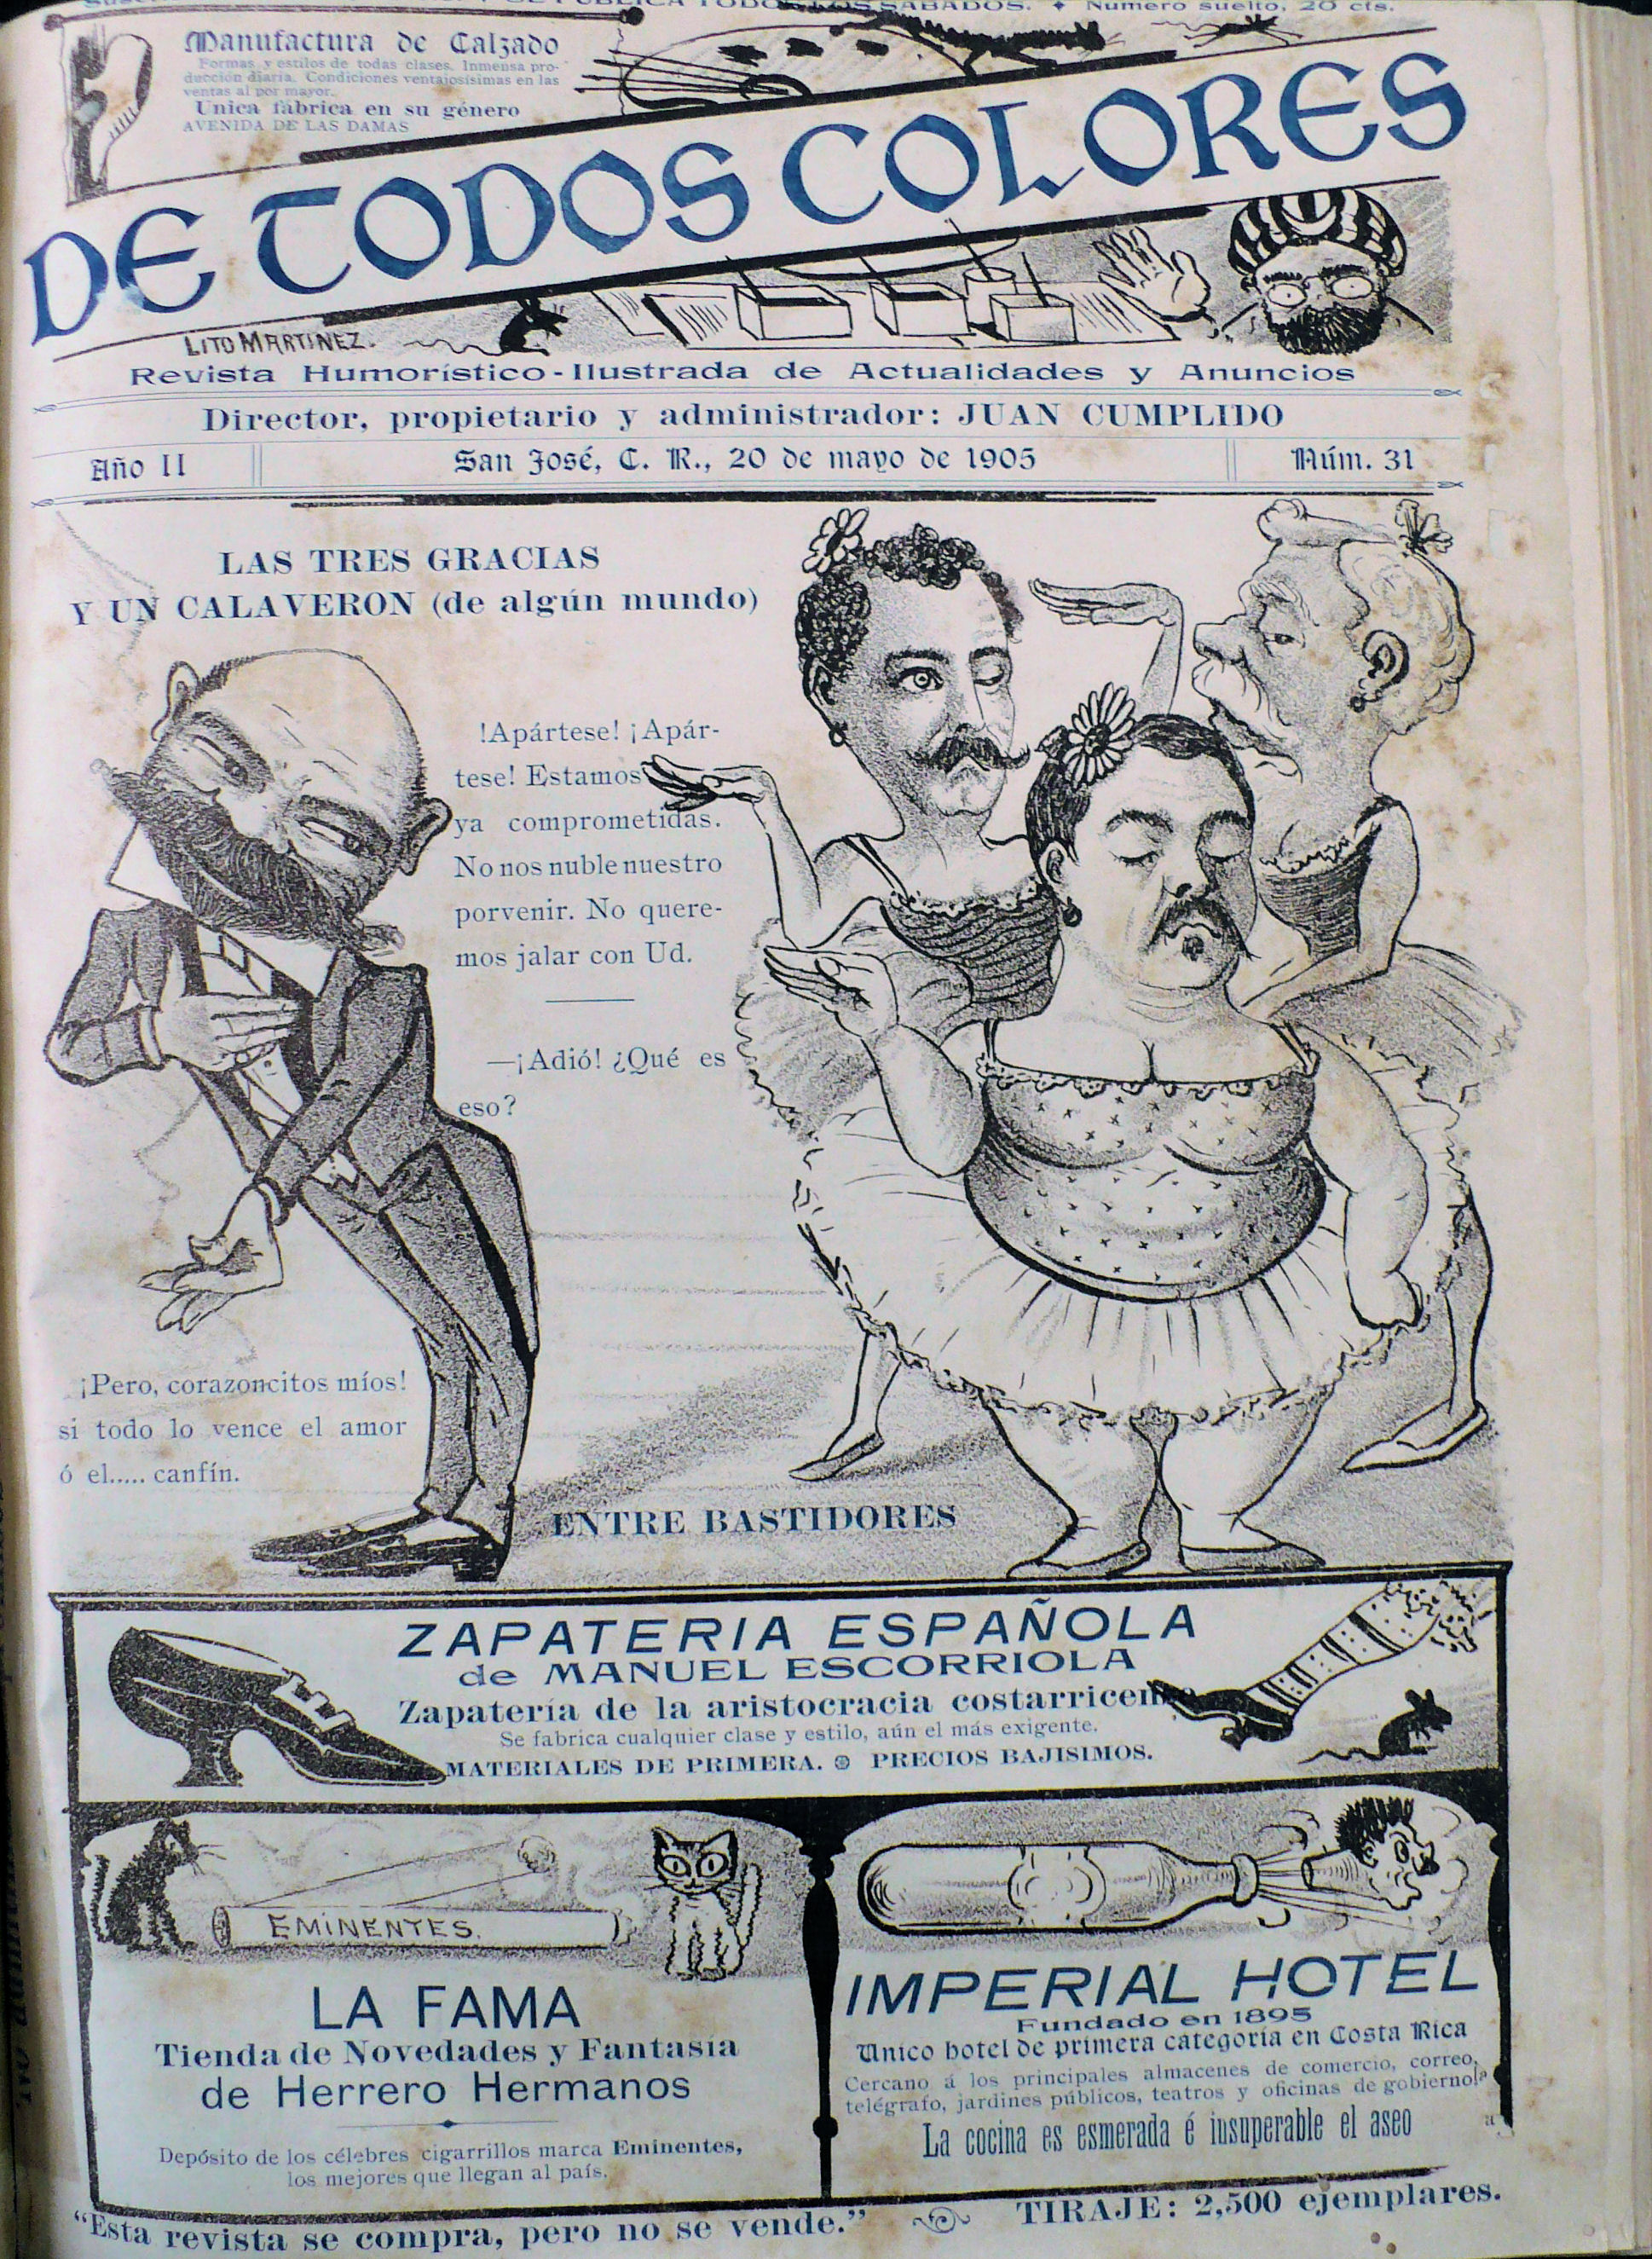 SE PUBLICA TODOS LOS SÁBADOS. ✦ Número suelto, 20 cts.
Manufactura de Calzado
Formas y estilos de todas clases. Inmensa pro-
ducción diaria. Condiciones ventajosísimas en las
ventas al por mayor.
Unica fábrica en su género
AVENIDA DE LAS DAMAS
DE TODOS COLORES
LITO MARTINEZ.
Revista Humorístico-Ilustrada de Actualidades y Anuncios
Director, propietario y administrador: JUAN CUMPLIDO
Año II
San José, C. R., 20 de mayo de 1905
Núm. 31
LAS TRES GRACIAS
Y UN CALAVERON (de algún mundo)
!Apártese! ¡Apár-
tese! Estamos
ya comprometidas.
No nos nuble nuestro
porvenir. No quere-
mos jalar con Ud.
—¡Adió! ¿Qué es
eso?
¡Pero, corazoncitos míos!
si todo lo vence el amor
ó el..... canfín.
ENTRE BASTIDORES
ZAPATERIA ESPAÑOLA
de MANUEL ESCORRIOLA
Zapatería de la aristocracia costarricense
Se fabrica cualquier clase y estilo, aún el más exigente.
MATERIALES DE PRIMERA. PRECIOS BAJISIMOS.
EMINENTES.
LA FAMA
Tienda de Novedades y Fantasía
de Herrero Hermanos
Depósito de los célebres cigarrillos marca Eminentes,
los mejores que llegan al país.
IMPERIAL HOTEL
Fundado en 1895
Unico hotel de primera categoría en Costa Rica
Cercano á los principales almacenes de comercio, correo,
telégrafo, jardines públicos, teatros y oficinas de gobierno.
La cocina es esmerada é insuperable el aseo
"Esta revista se compra, pero no se vende."
TIRAJE: 2,500 ejemplares.